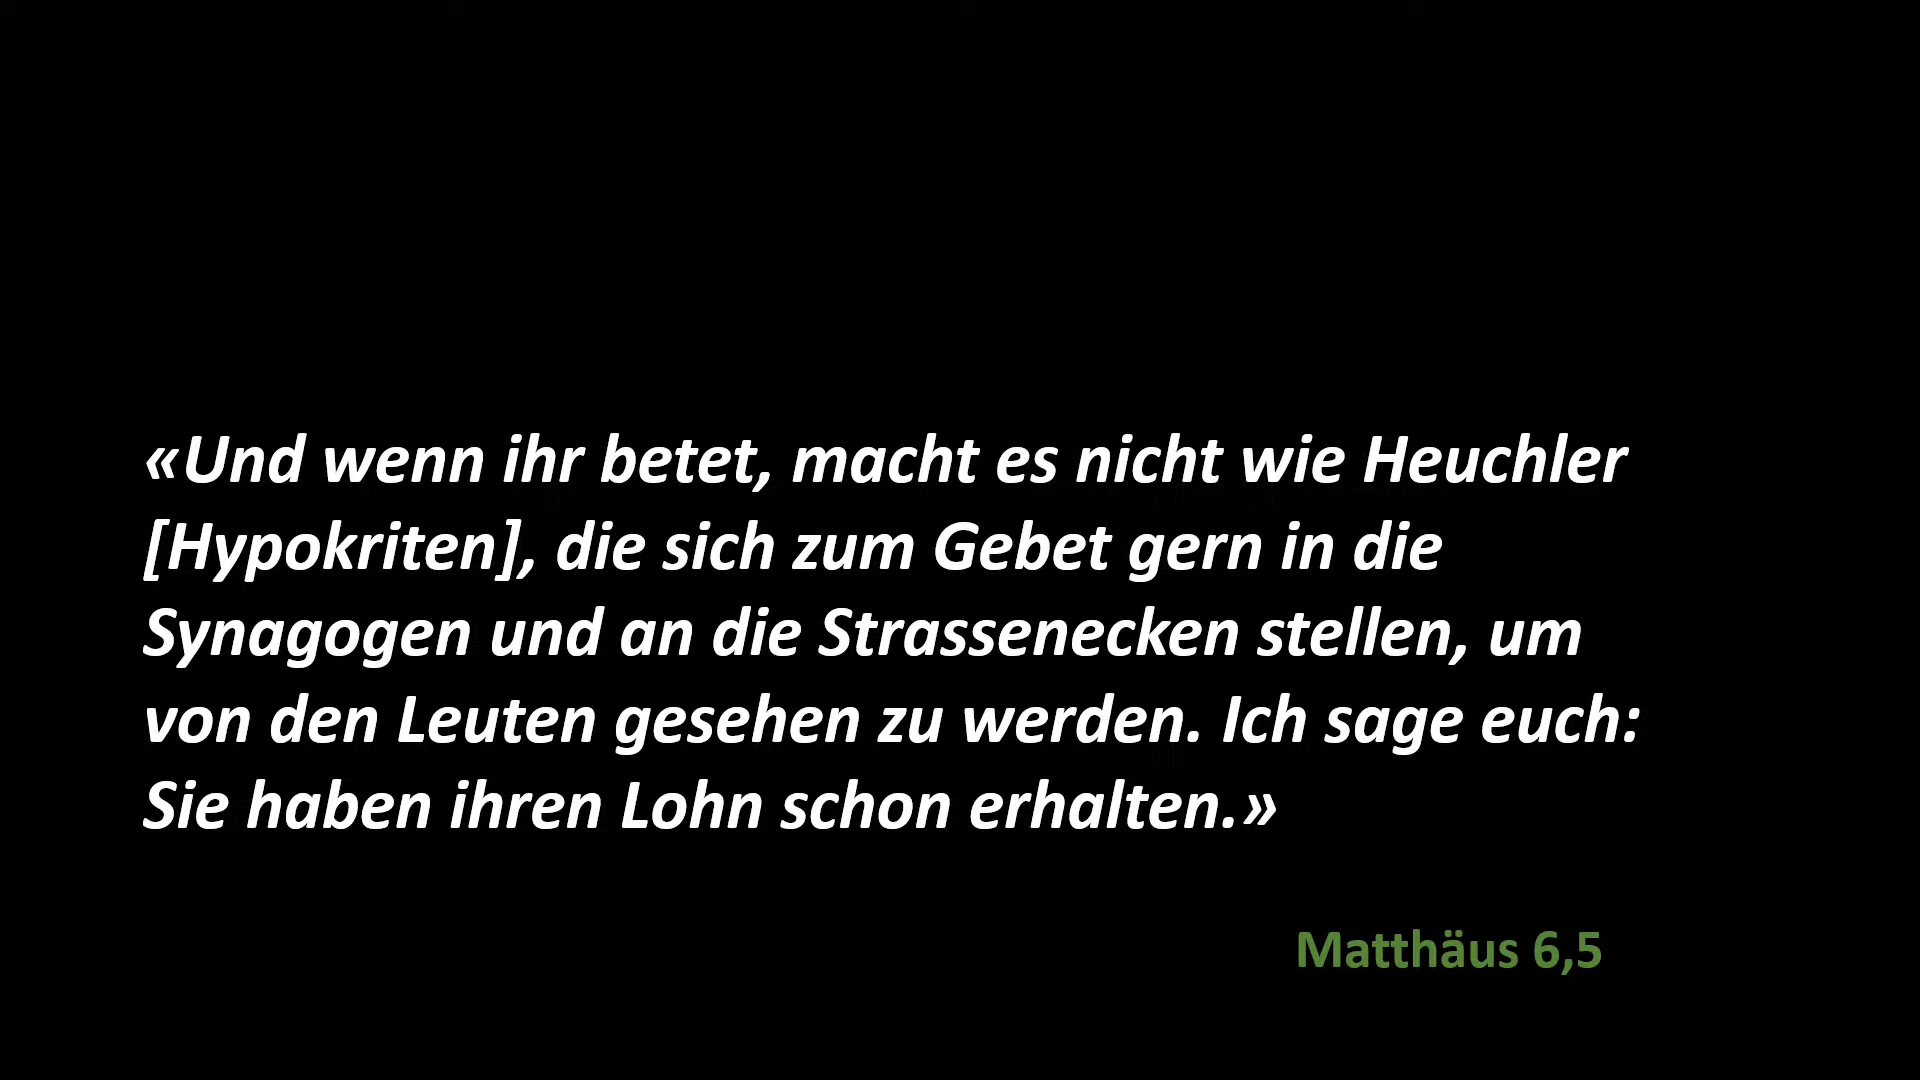 «Und wenn ihr betet, macht es nicht wie Heuchler
[Hypokriten], die sich zum Gebet gern in die
Synagogen und an die Strassenecken stellen, um
von den Leuten gesehen zu werden. Ich sage euch:
Sie haben ihren Lohn schon erhalten.»
Matthäus 6,5